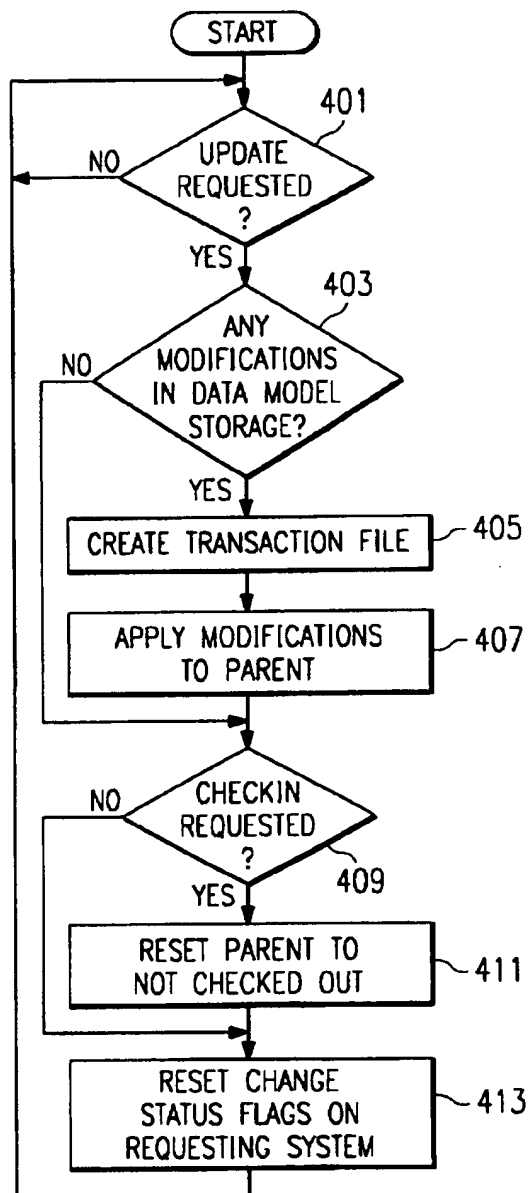 START
401
NO
UPDATE
REQUESTED
?
YES
403
NO
ANY
MODIFICATIONS
IN DATA MODEL
STORAGE?
YES
CREATE TRANSACTION FILE
405
APPLY MODIFICATIONS
TO PARENT
407
NO
CHECKIN
REQUESTED
?
409
YES
RESET PARENT TO
NOT CHECKED OUT
411
RESET CHANGE
STATUS FLAGS ON
REQUESTING SYSTEM
413